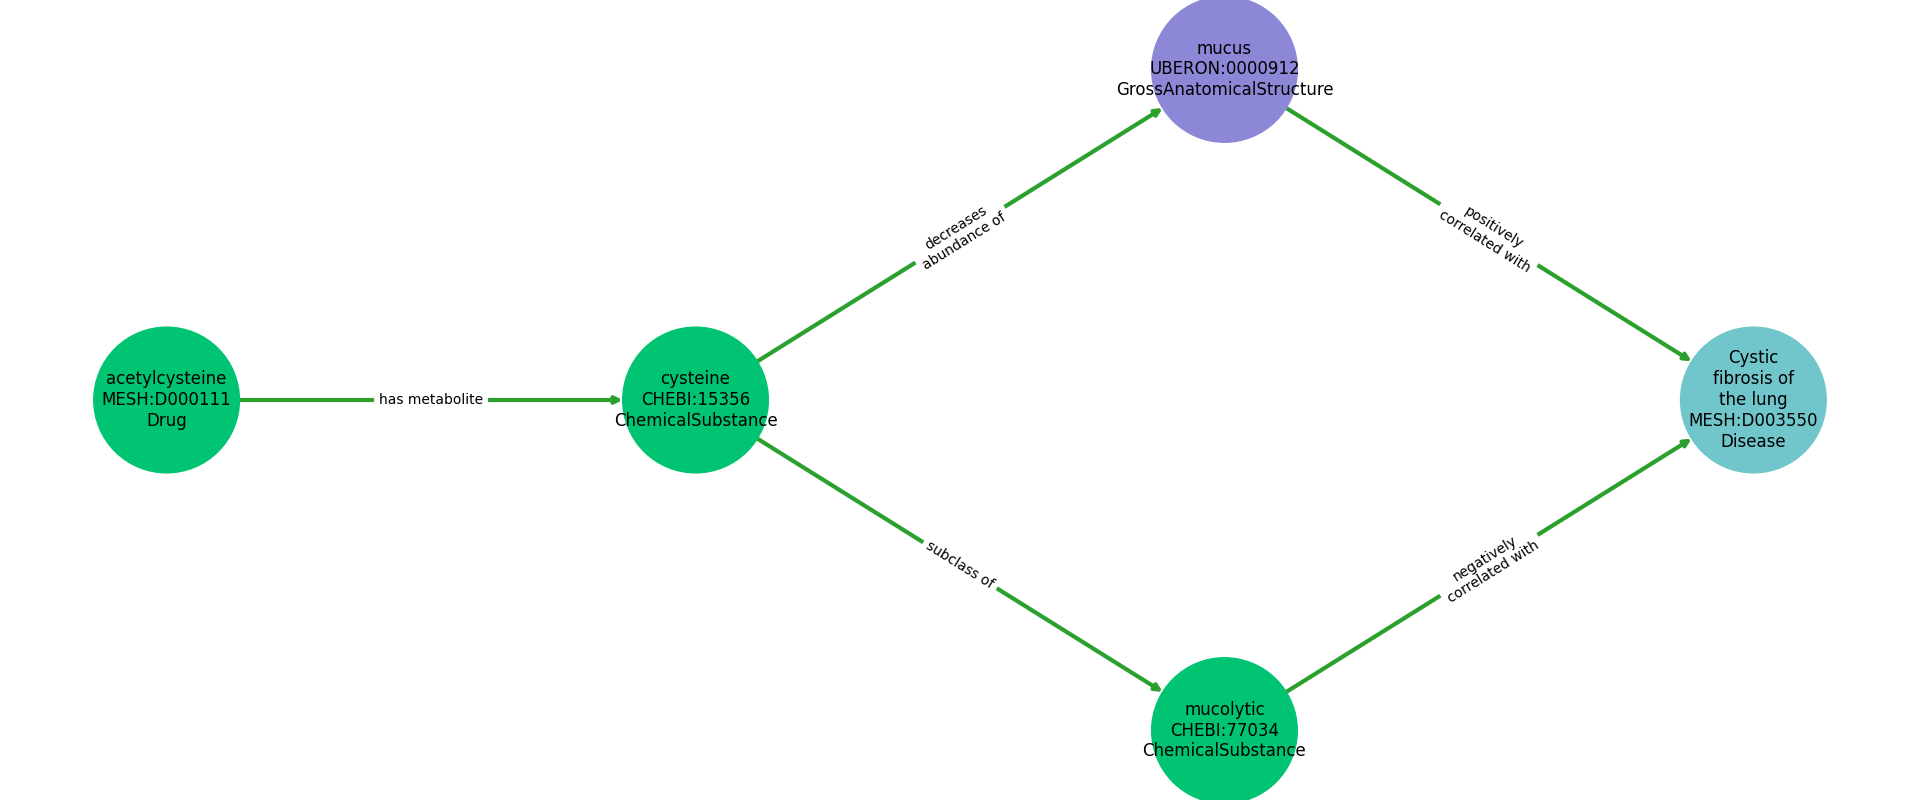 mucus
UBERON:0000912
GrossAnatomicalStructure
decreases
abundance of
positively
correlated with
acetylcysteine
MESH:D000111
Drug
has metabolite
cysteine
CHEBI:15356
ChemicalSubstance
Cystic
fibrosis of
the lung
MESH:D003550
Disease
subclass of
negatively
correlated with
mucolytic
CHEBI:77034
ChemicalSubstance